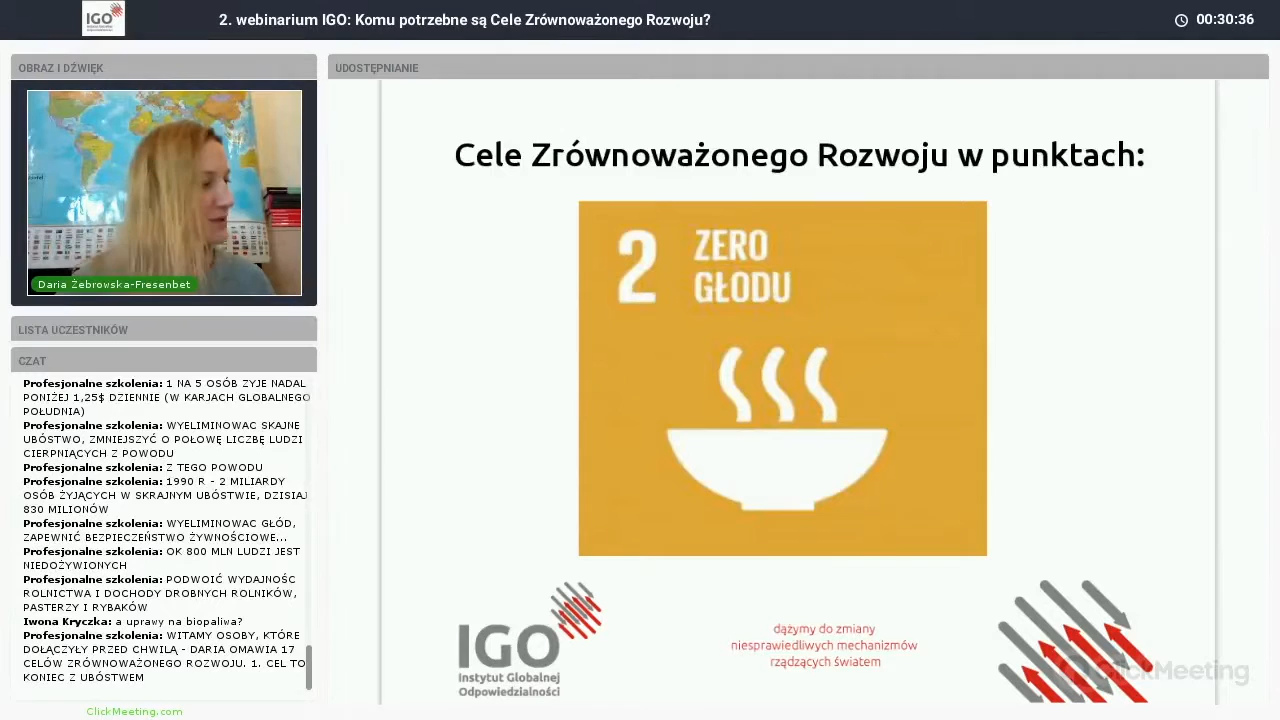 IGO
2. webinarium IGO: Komu potrzebne są Cele Zrównoważonego Rozwoju?
00:30:36
OBRAZ I DŹWIĘK
Daria Żebrowska-Fresenbet
LISTA UCZESTNIKÓW
CZAT
Profesjonalne szkolenia: 1 NA 5 OSÓB ZYJE NADAL
PONIŻEJ 1,25$ DZIENNIE (W KARJACH GLOBALNEGO
POŁUDNIA)
Profesjonalne szkolenia: WYELIMINOWAC SKAJNE
UBÓSTWO, ZMNIEJSZYĆ O POŁOWĘ LICZBĘ LUDZI
CIERPNIĄCYCH Z POWODU
Profesjonalne szkolenia: Z TEGO POWODU
Profesjonalne szkolenia: 1990 R - 2 MILIARDY
OSÓB ŻYJĄCYCH W SKRAJNYM UBÓSTWIE, DZISIAJ
830 MILIONÓW
Profesjonalne szkolenia: WYELIMINOWAC GŁÓD,
ZAPEWNIĆ BEZPIECZEŃSTWO ŻYWNOŚCIOWE...
Profesjonalne szkolenia: OK 800 MLN LUDZI JEST
NIEDOŻYWIONYCH
Profesjonalne szkolenia: PODWOIĆ WYDAJNOŚC
ROLNICTWA I DOCHODY DROBNYCH ROLNIKÓW,
PASTERZY I RYBAKÓW
Iwona Kryczka: a uprawy na biopaliwa?
Profesjonalne szkolenia: WITAMY OSOBY, KTÓRE
DOŁĄCZYŁY PRZED CHWILĄ - DARIA OMAWIA 17
CELÓW ZRÓWNOWAŻONEGO ROZWOJU. 1. CEL TO
KONIEC Z UBÓSTWEM
ClickMeeting.com
UDOSTĘPNIANIE
Cele Zrównoważonego Rozwoju w punktach:
2 ZERO
GŁODU
IGO
Instytut Globalnej
Odpowiedzialności
dążymy do zmiany
niesprawiedliwych mechanizmów
rządzących światem
ClickMeeting